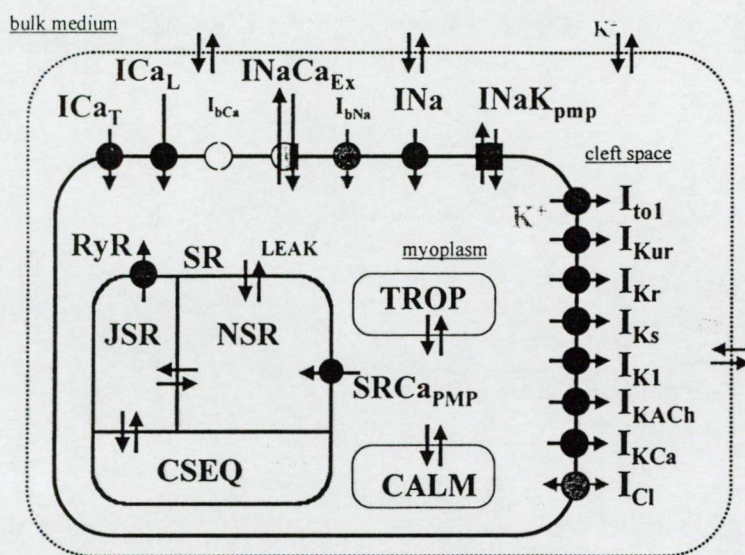 bulk medium
K⁺
ICa_L
INaCa_Ex
ICa_T
I_bCa
I_bNa
INa
INaK_pmp
cleft space
K⁺
I_to1
I_Kur
I_Kr
I_Ks
I_K1
I_KACh
I_KCa
I_Cl
RyR
SR
LEAK
myoplasm
JSR
NSR
TROP
SRCa_PMP
CSEQ
CALM